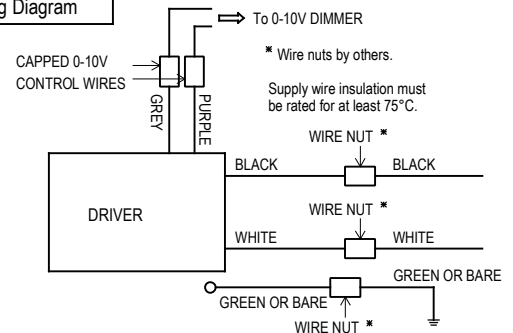 g Diagram
To 0-10V DIMMER
* Wire nuts by others.
CAPPED 0-10V
CONTROL WIRES
Supply wire insulation must
be rated for at least 75°C.
GREY
PURPLE
WIRE NUT *
BLACK
BLACK
DRIVER
WIRE NUT *
WHITE
WHITE
GREEN OR BARE
GREEN OR BARE
WIRE NUT *